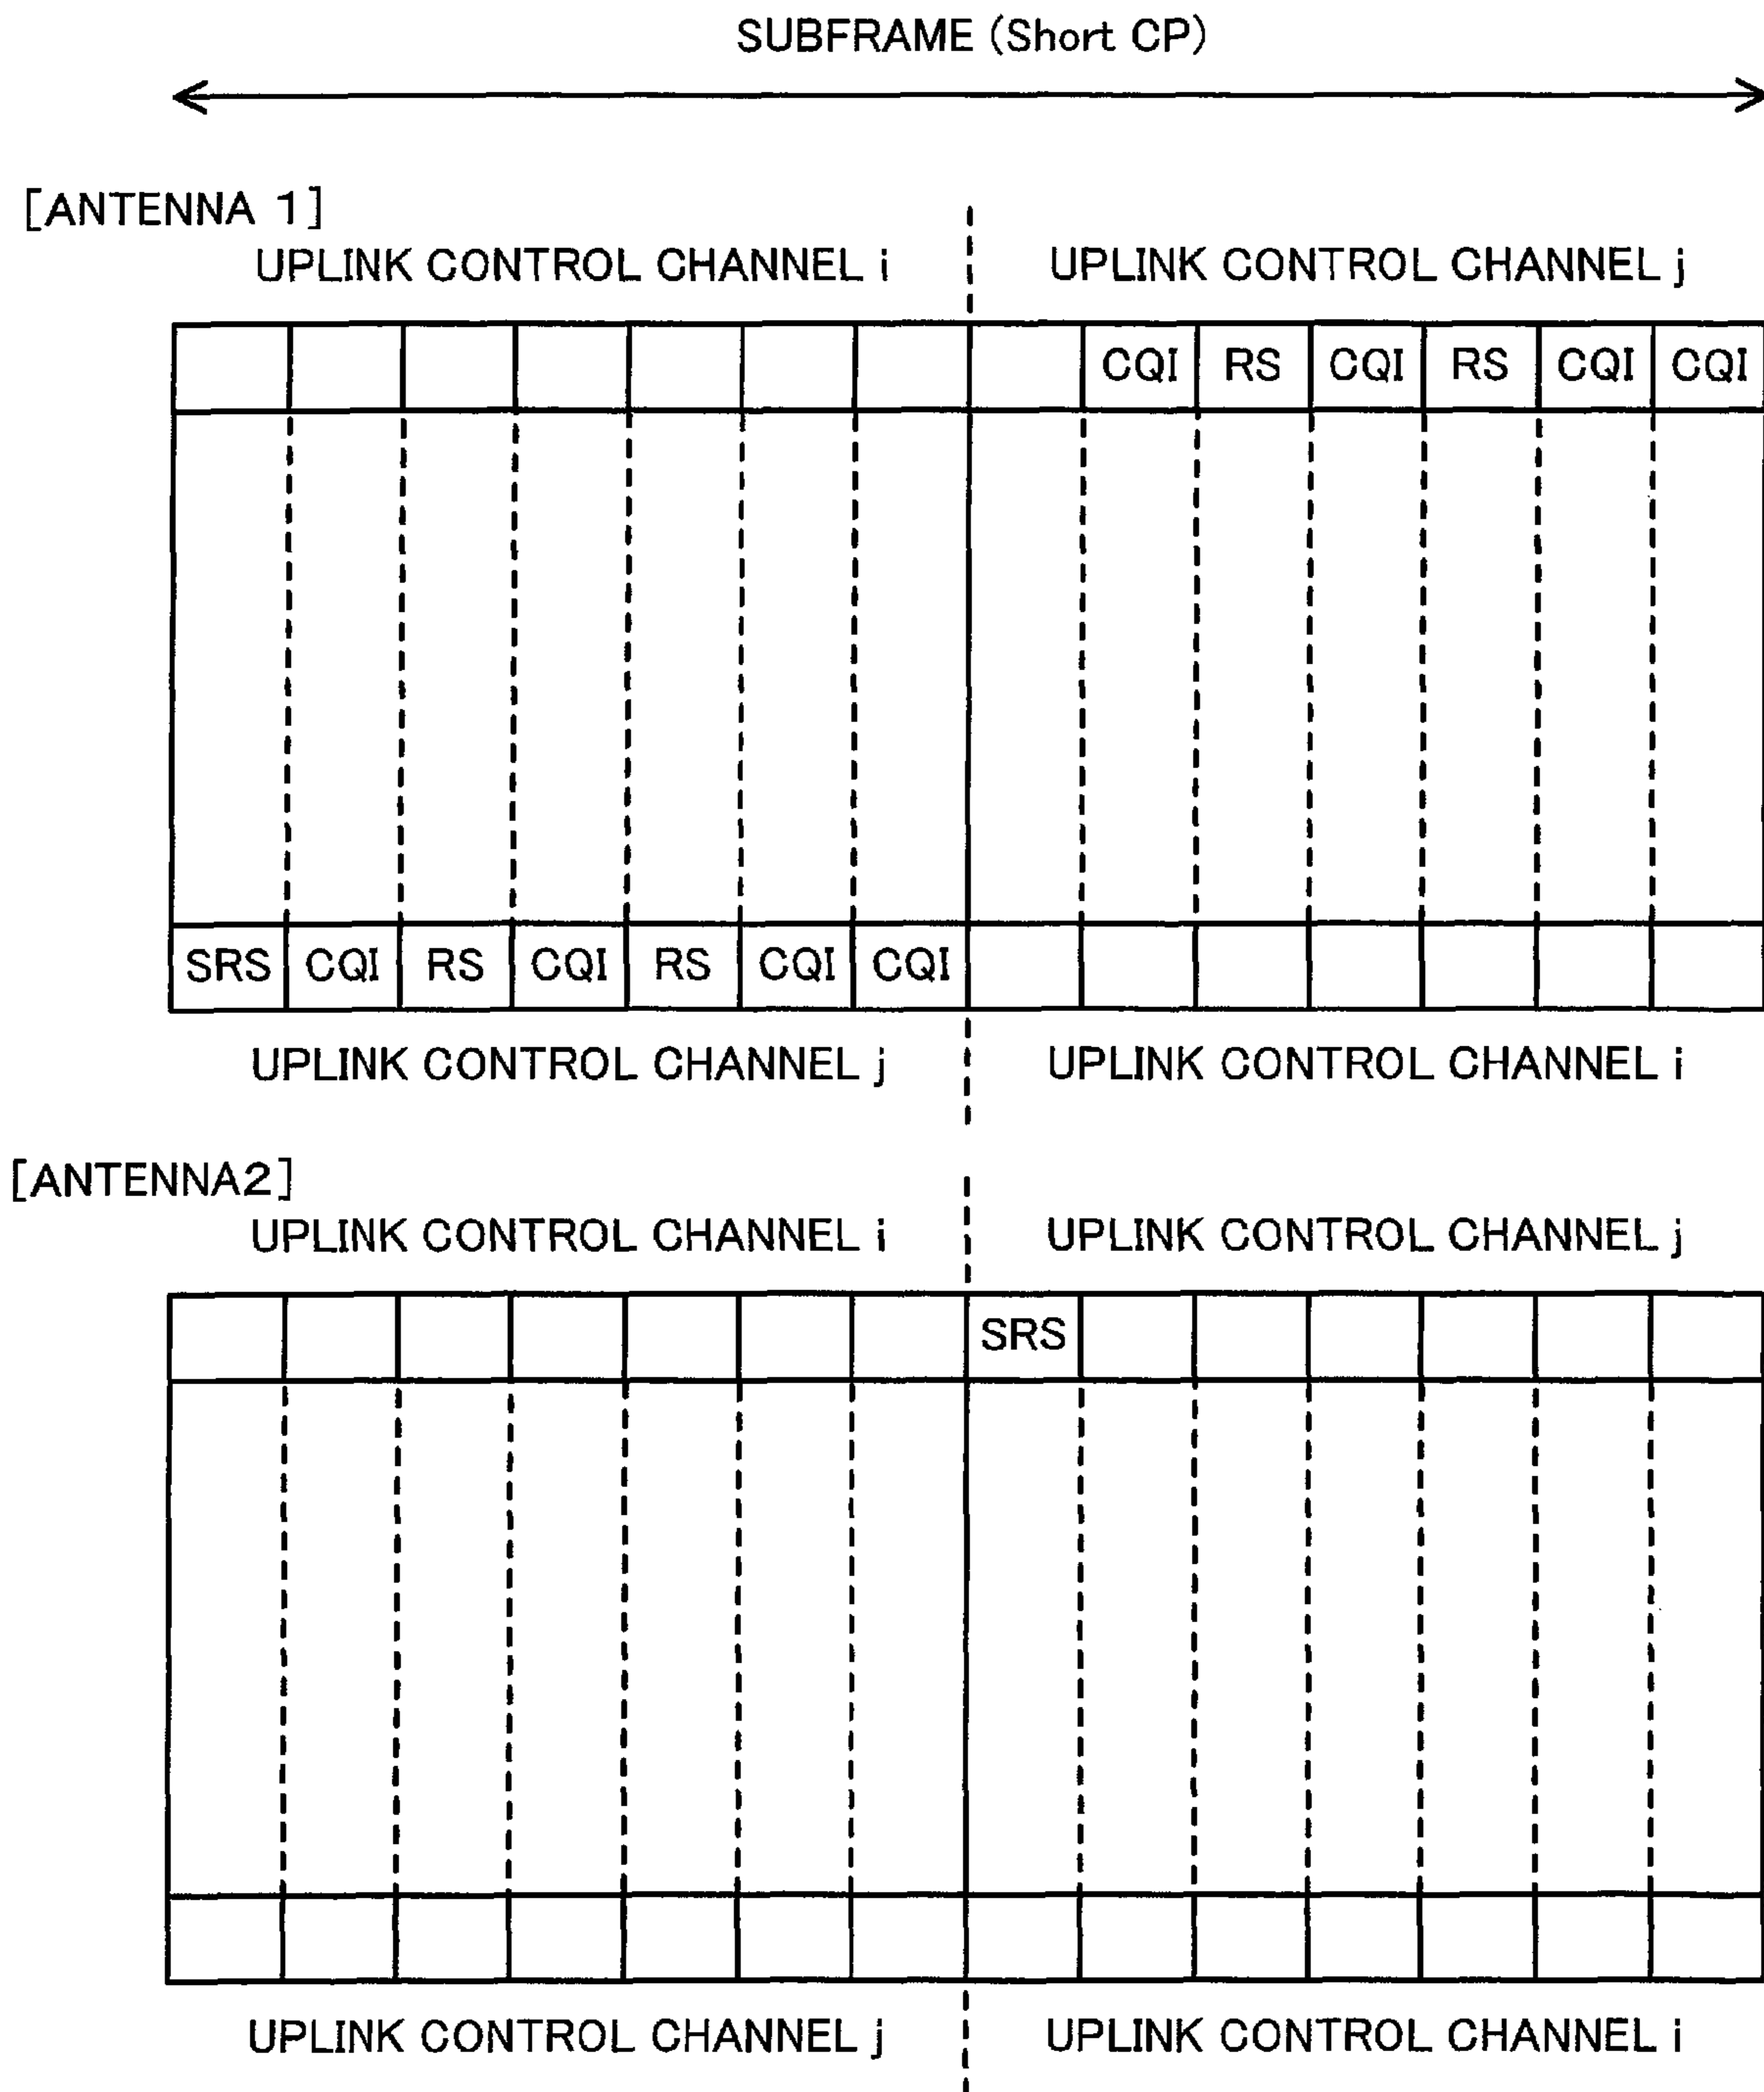 SUBFRAME (Short CP)
[ANTENNA 1]
UPLINK CONTROL CHANNEL i UPLINK CONTROL CHANNEL j
CQI RS CQI RS CQI CQI
SRS CQI RS CQI RS CQI CQI
UPLINK CONTROL CHANNEL j UPLINK CONTROL CHANNEL i
[ANTENNA2]
UPLINK CONTROL CHANNEL i UPLINK CONTROL CHANNEL j
SRS
UPLINK CONTROL CHANNEL j UPLINK CONTROL CHANNEL i